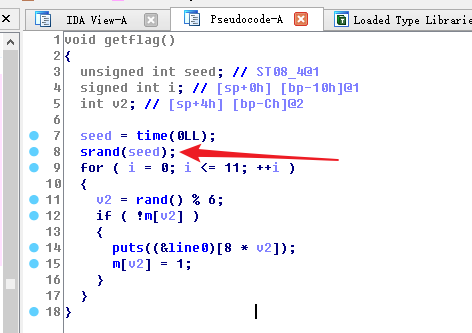 IDA View-A
Pseudocode-A
Loaded Type Librarie
1 void getflag()
2 {
3 unsigned int seed; // ST08_4@1
4 signed int i; // [sp+0h] [bp-10h]@1
5 int v2; // [sp+4h] [bp-Ch]@2
6
7 seed = time(0LL);
8 srand(seed);
9 for ( i = 0; i <= 11; ++i )
10 {
11 v2 = rand() % 6;
12 if ( !m[v2] )
13 {
14 puts((&line0)[8 * v2]);
15 m[v2] = 1;
16 }
17 }
18 }